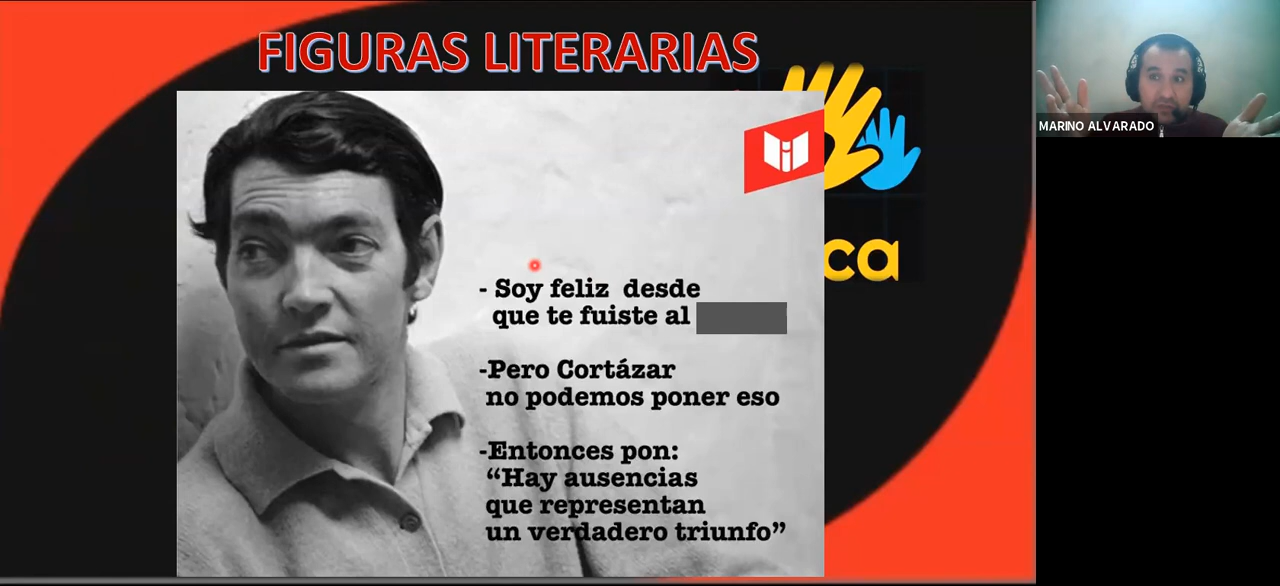 FIGURAS LITERARIAS
MARINO ALVARADO
ca
- Soy feliz desde
que te fuiste al
-Pero Cortázar
no podemos poner eso
-Entonces pon:
“Hay ausencias
que representan
un verdadero triunfo”